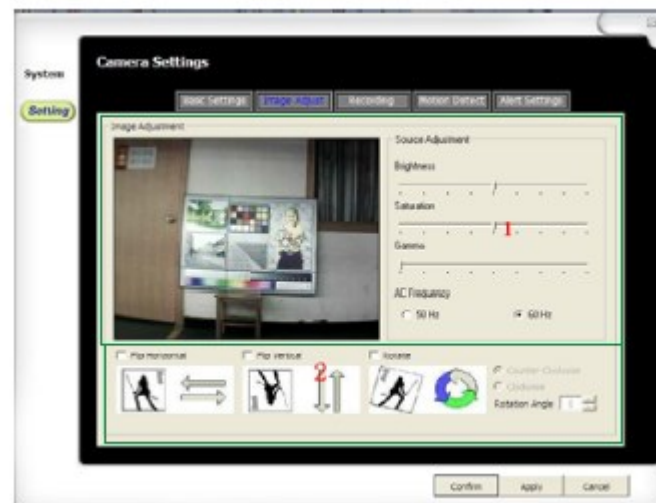 System
Setting
Camera Settings
Basic Settings
Image Adjust
Recording
Motion Detect
Alert Settings
Image Adjustment
Source Adjustment
Brightness
Saturation
1
Gamma
AC Frequency
50 Hz
60 Hz
Flip Horizontal
Flip Vertical
Rotate
2
Counter-Clockwise
Clockwise
Rotation Angle
Confirm
Apply
Cancel